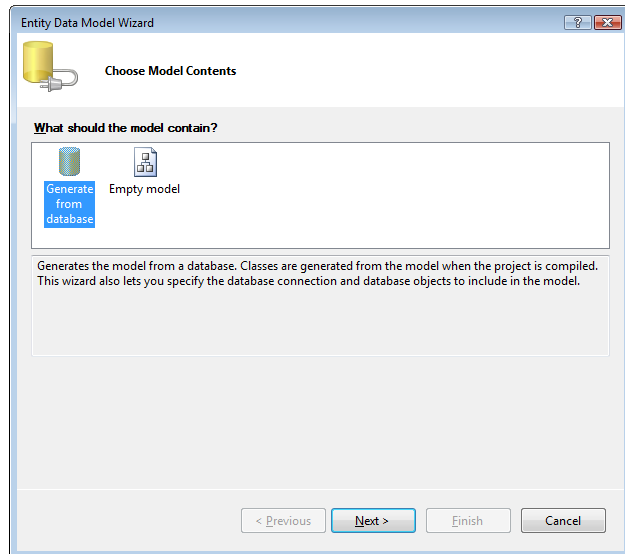 Entity Data Model Wizard
?
Choose Model Contents
What should the model contain?
Generate
from
database
Empty model
Generates the model from a database. Classes are generated from the model when the project is compiled.
This wizard also lets you specify the database connection and database objects to include in the model.
< Previous
Next >
Finish
Cancel